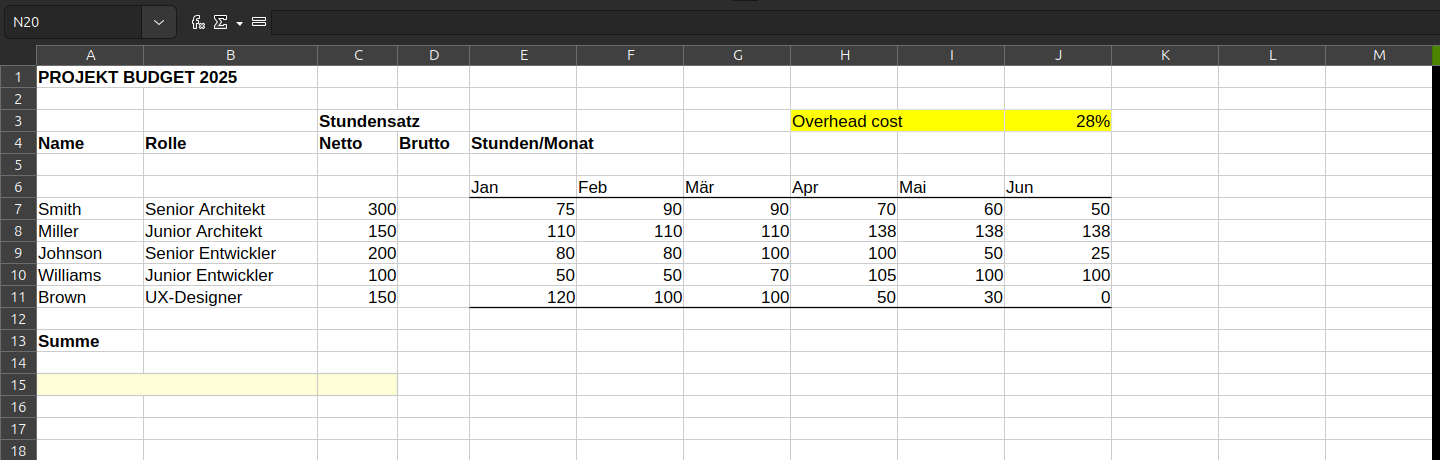 N20
A B C D E F G H I J K L M
1 PROJEKT BUDGET 2025
2
3 Stundensatz Overhead cost 28%
4 Name Rolle Netto Brutto Stunden/Monat
5
6 Jan Feb Mär Apr Mai Jun
7 Smith Senior Architekt 300 75 90 90 70 60 50
8 Miller Junior Architekt 150 110 110 110 138 138 138
9 Johnson Senior Entwickler 200 80 80 100 100 50 25
10 Williams Junior Entwickler 100 50 50 70 105 100 100
11 Brown UX-Designer 150 120 100 100 50 30 0
12
13 Summe
14
15
16
17
18